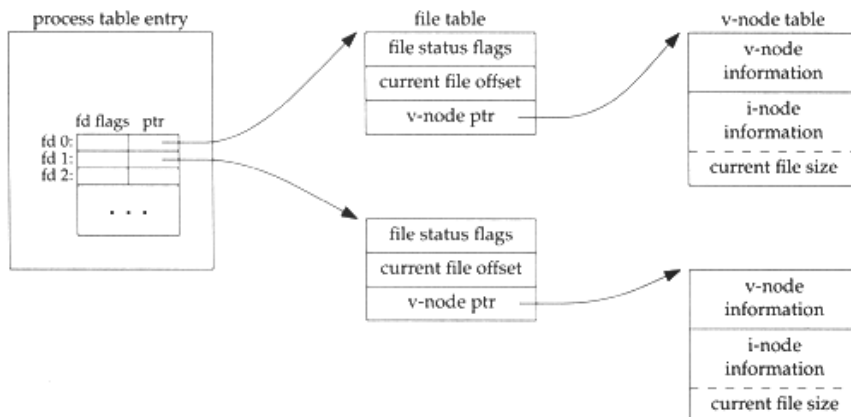 process table entry
fd flags ptr
fd 0:
fd 1:
fd 2:
. . .
file table
file status flags
current file offset
v-node ptr
file status flags
current file offset
v-node ptr
v-node table
v-node
information
i-node
information
current file size
v-node
information
i-node
information
current file size